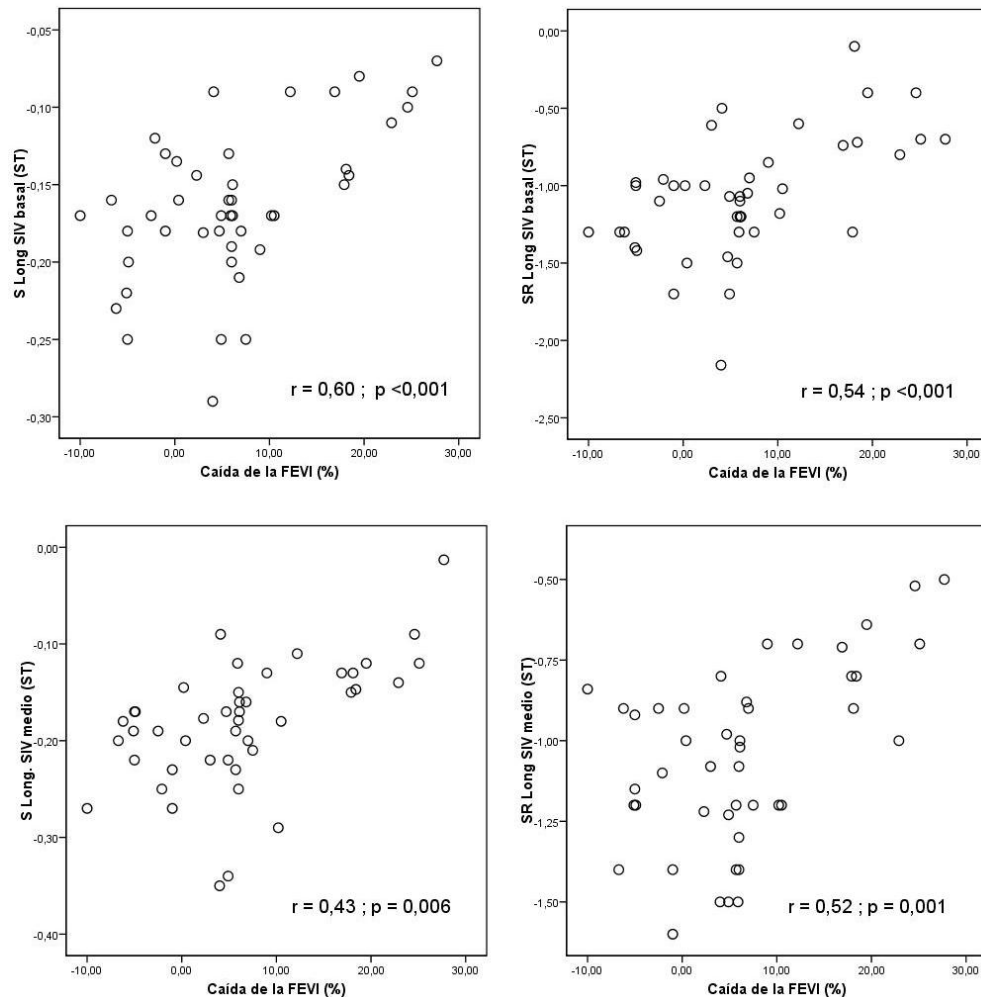 -0,05
-0,10
-0,15
-0,20
-0,25
-0,30
S Long SIV basal (ST)
r = 0,60 ; p <0,001
-10,00 0,00 10,00 20,00 30,00
Caída de la FEVI (%)
0,00
-0,50
-1,00
-1,50
-2,00
-2,50
SR Long SIV basal (ST)
r = 0,54 ; p <0,001
-10,00 0,00 10,00 20,00 30,00
Caída de la FEVI (%)
0,00
-0,10
-0,20
-0,30
-0,40
S Long. SIV medio (ST)
r = 0,43 ; p = 0,006
-10,00 0,00 10,00 20,00 30,00
Caída de la FEVI (%)
-0,50
-0,75
-1,00
-1,25
-1,50
SR Long SIV medio (ST)
r = 0,52 ; p = 0,001
-10,00 0,00 10,00 20,00 30,00
Caída de la FEVI (%)